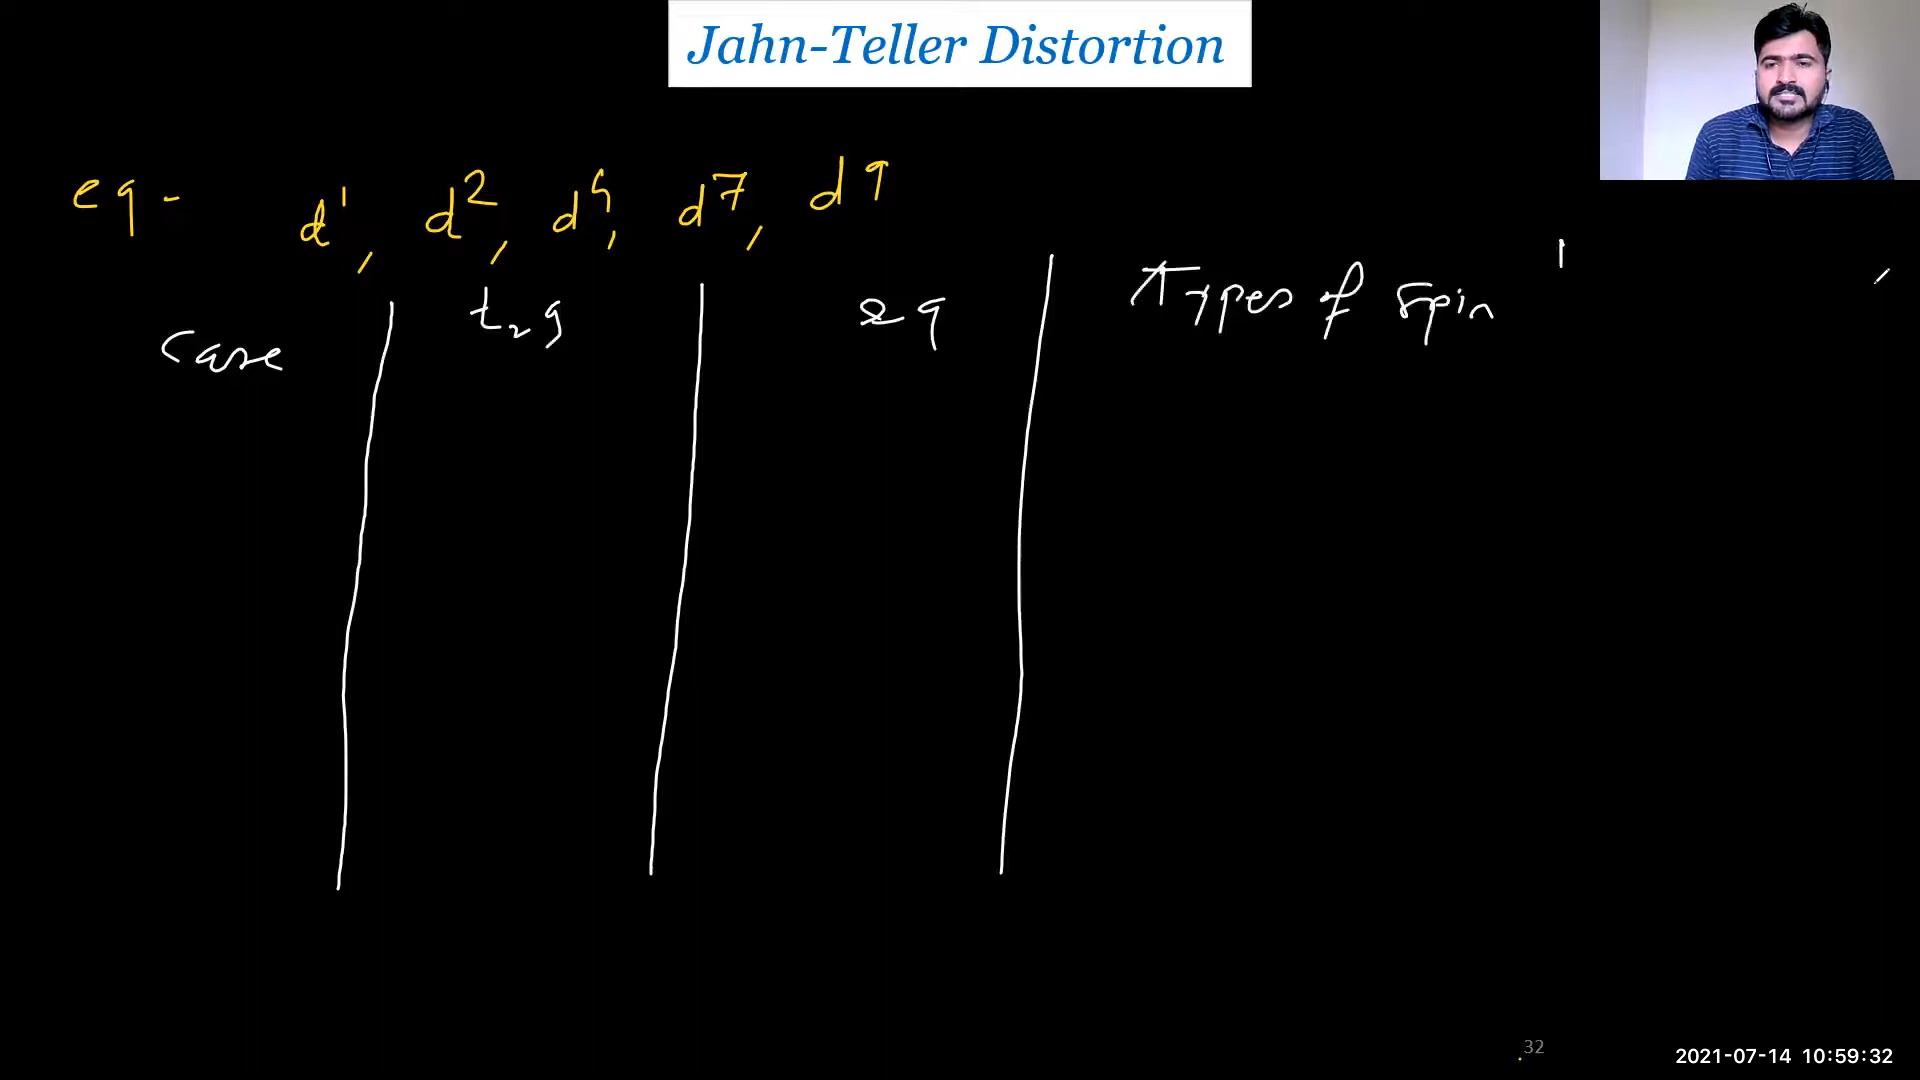 Jahn-Teller Distortion
eg - d¹, d², d⁴, d⁷, d⁹
Case t₂g eg Types of spin
32
2021-07-14 10:59:32